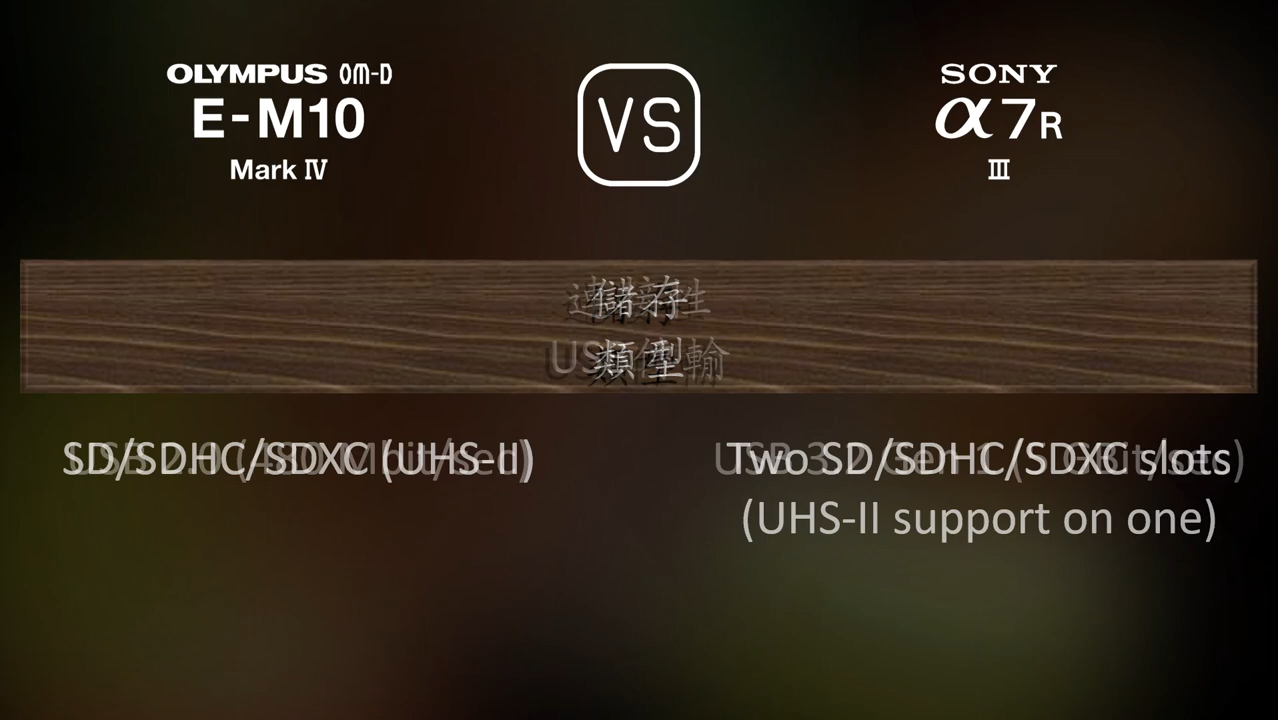 OLYMPUS OM-D
E-M10
Mark IV
VS
SONY
α7R
III
儲存
類型
SD/SDHC/SDXC (UHS-II)
Two SD/SDHC/SDXC slots
(UHS-II support on one)